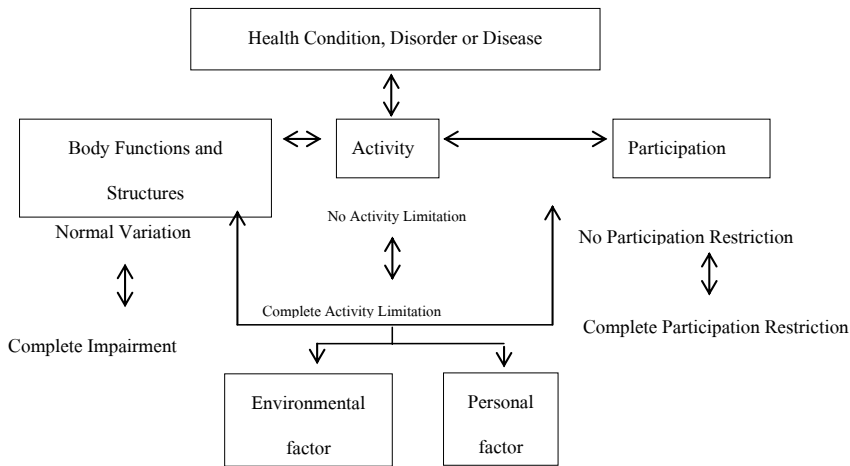 Health Condition, Disorder or Disease
Body Functions and
Structures
Activity
Participation
Normal Variation
No Activity Limitation
No Participation Restriction
Complete Impairment
Complete Activity Limitation
Complete Participation Restriction
Environmental
factor
Personal
factor